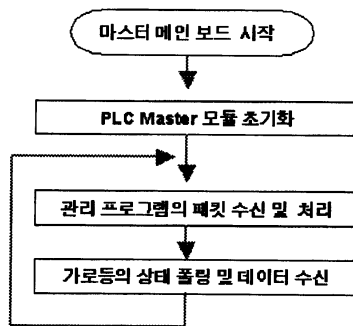 마스터 메인 보드 시작
PLC Master 모듈 초기화
관리 프로그램의 패킷 수신 및 처리
가로등의 상태 폴링 및 데이터 수신